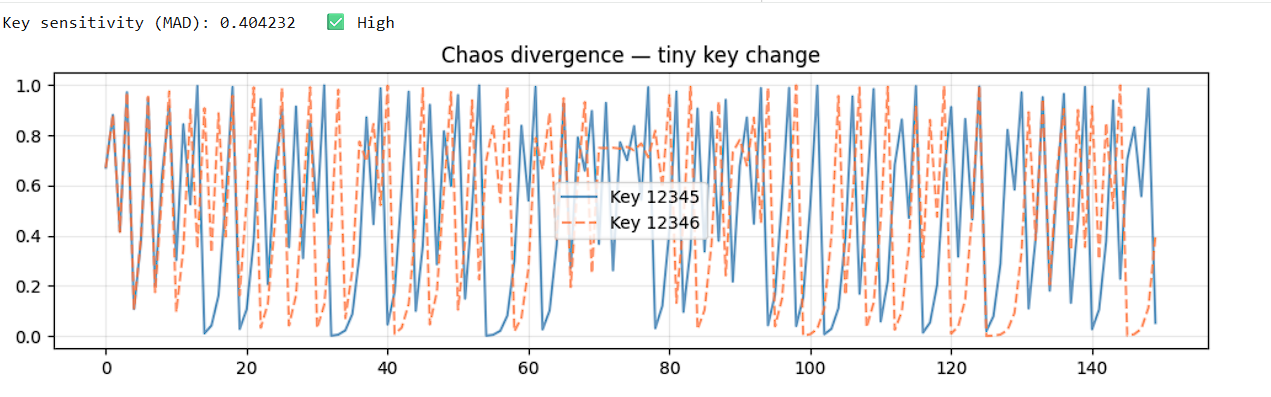 Key sensitivity (MAD): 0.404232 ✅ High
Chaos divergence — tiny key change
1.0
0.8
0.6
0.4
0.2
0.0
Key 12345
Key 12346
0 20 40 60 80 100 120 140